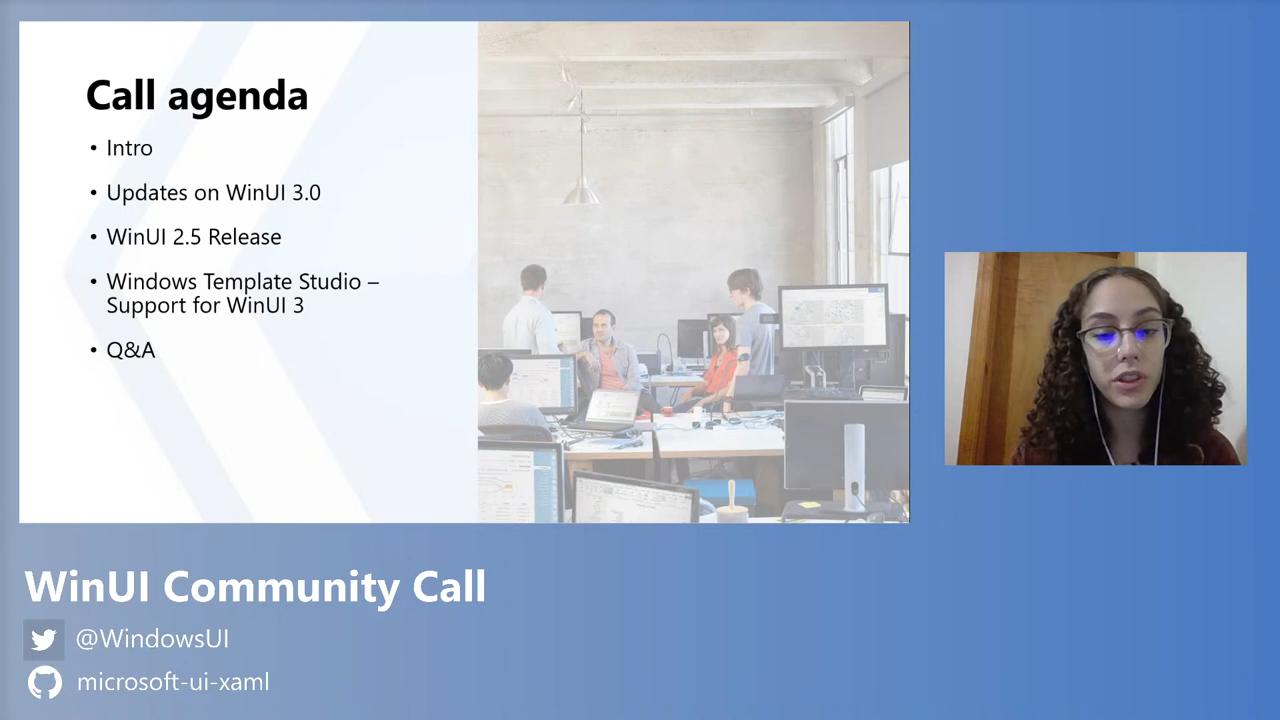 Call agenda
• Intro
• Updates on WinUI 3.0
• WinUI 2.5 Release
• Windows Template Studio –
Support for WinUI 3
• Q&A
WinUI Community Call
@WindowsUI
microsoft-ui-xaml